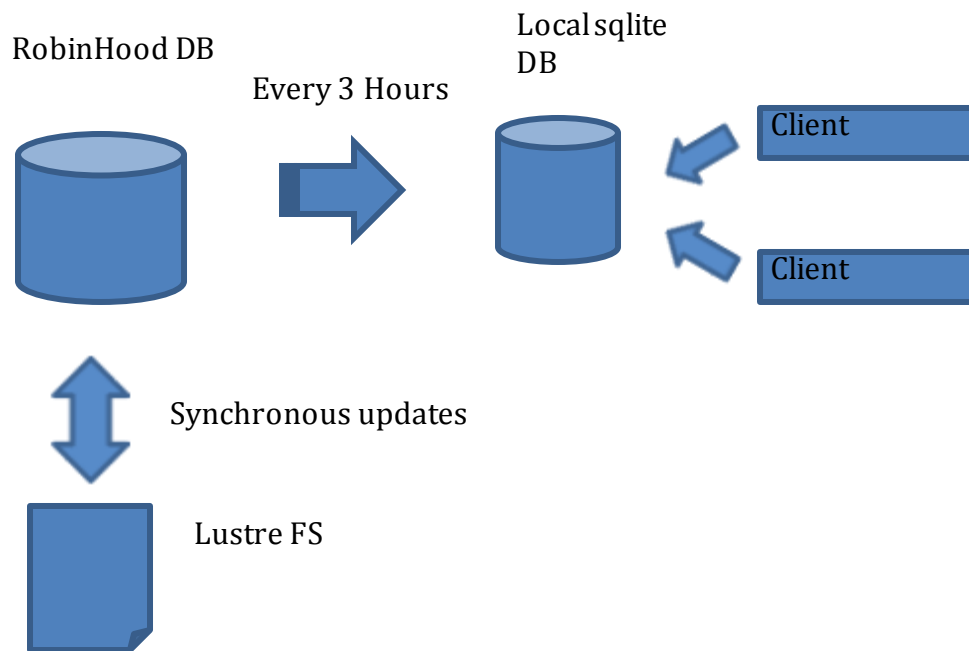 RobinHood DB
Every 3 Hours
Local sqlite
DB
Client
Client
Synchronous updates
Lustre FS